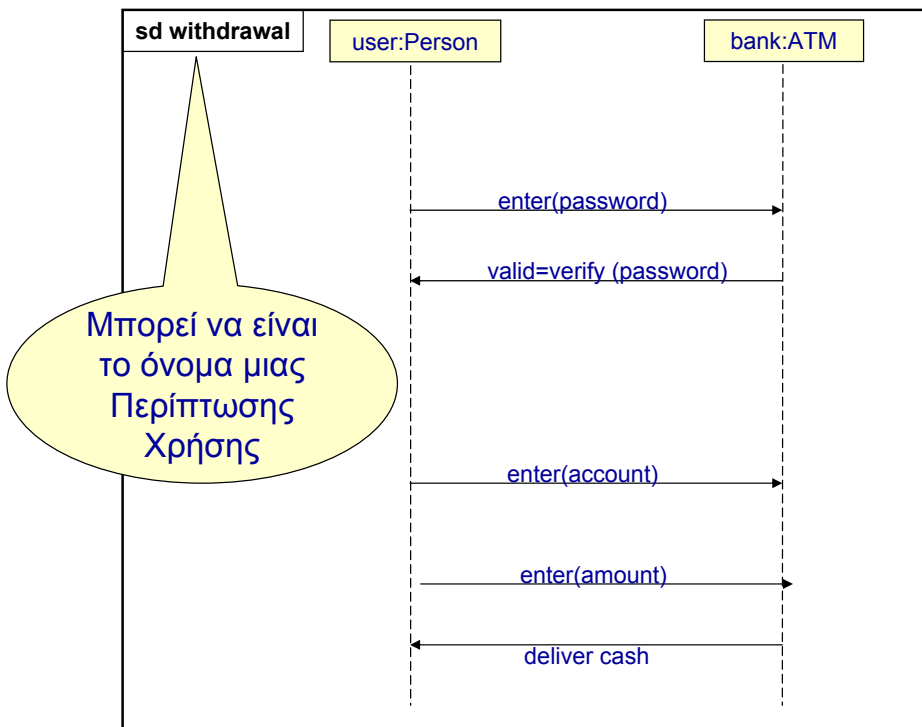 sd withdrawal
user:Person
bank:ATM
enter(password)
valid=verify (password)
Μπορεί να είναι
το όνομα μιας
Περίπτωσης
Χρήσης
enter(account)
enter(amount)
deliver cash